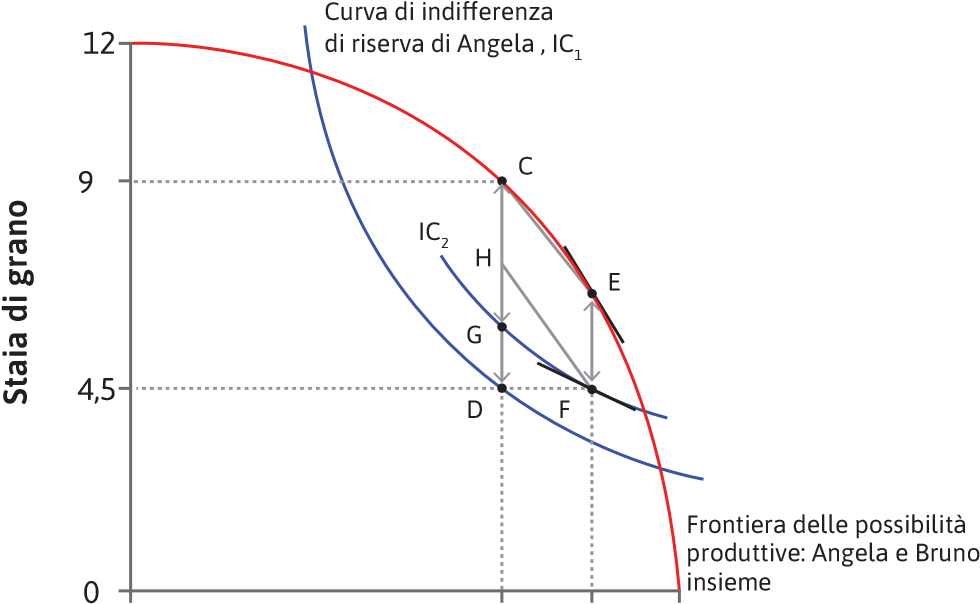 Curva di indifferenza
di riserva di Angela , IC1
12
9
4,5
0
Staia di grano
C
IC2
H
E
G
D
F
Frontiera delle possibilità
produttive: Angela e Bruno
insieme